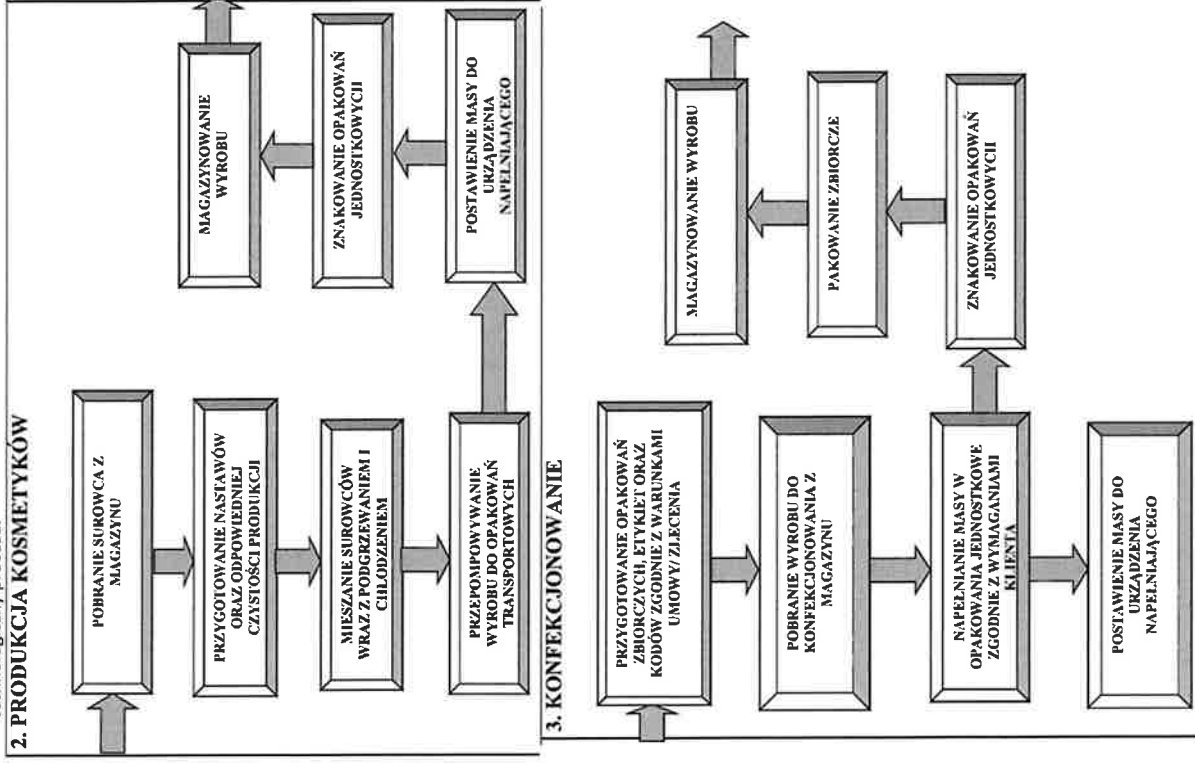 2. PRODUKCJA KOSMETYKÓW
POBRANIE SUROWCA Z
MAGAZYNU
PRZYGOTOWANIE NASTAWÓW
ORAZ ODPOWIEDNIEJ
CZYSTOŚCI PRODUKCJI
MIESZANIE SUROWCÓW
WRAZ Z PODGRZEWANIEM I
CHŁODZENIEM
PRZEPOMPOWYWANIE
WYROBU DO OPAKOWAŃ
TRANSPORTOWYCH
POSTAWIENIE MASY DO
URZĄDZENIA
NAPEŁNIAJĄCEGO
ZNAKOWANIE OPAKOWAŃ
JEDNOSTKOWYCH
MAGAZYNOWANIE
WYROBU
3. KONFEKCJONOWANIE
PRZYGOTOWANIE OPAKOWAŃ
ZBIORCZYCH, ETYKIET ORAZ
KODÓW ZGODNIE Z WARUNKAMI
UMOWY/ ZLECENIA
POBRANIE WYROBU DO
KONFEKCJONOWANIA Z
MAGAZYNU
NAPEŁNIANIE MASY W
OPAKOWANIA JEDNOSTKOWE
ZGODNIE Z WYMAGANIAMI
KLIENTA
POSTAWIENIE MASY DO
URZĄDZENIA
NAPEŁNIAJĄCEGO
ZNAKOWANIE OPAKOWAŃ
JEDNOSTKOWYCH
PAKOWANIE ZBIORCZE
MAGAZYNOWANIE WYROBU